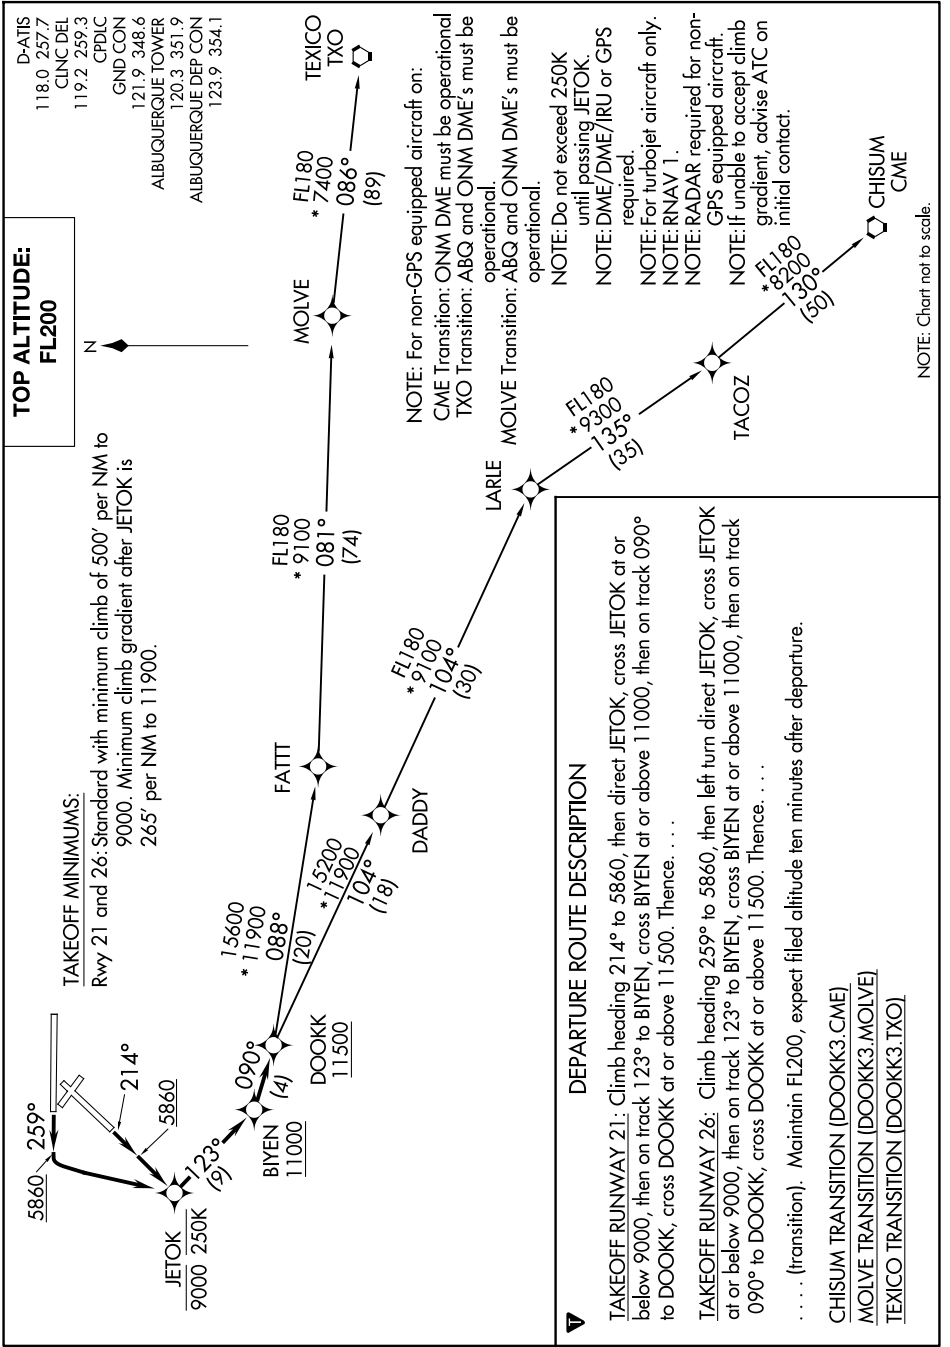 D-ATIS
118.0 257.7
CLNC DEL
119.2 259.3
CPDLC
GND CON
121.9 348.6
ALBUQUERQUE TOWER
120.3 351.9
ALBUQUERQUE DEP CON
123.9 354.1
TOP ALTITUDE:
FL200
N
TAKEOFF MINIMUMS:
Rwy 21 and 26: Standard with minimum climb of 500' per NM to
9000. Minimum climb gradient after JETOK is
265' per NM to 11900.
5860
259°
214°
5860
JETOK
9000 250K
123°
(9)
BIYEN
11000
090°
(4)
DOOKK
11500
15600
*11900
088°
(20)
15200
*11900
104°
(18)
FATTT
DADDY
FL180
*9100
081°
(74)
FL180
*9100
104°
(30)
MOLVE
LARLE
FL180
*7400
086°
(89)
TEXICO
TXO
FL180
*9300
135°
(35)
TACOZ
FL180
*8200
130°
(50)
CHISUM
CME
NOTE: For non-GPS equipped aircraft on:
CME Transition: ONM DME must be operational
TXO Transition: ABQ and ONM DME's must be
operational.
MOLVE Transition: ABQ and ONM DME's must be
operational.
NOTE: Do not exceed 250K
until passing JETOK.
NOTE: DME/DME/IRU or GPS
required.
NOTE: For turbojet aircraft only.
NOTE: RNAV 1.
NOTE: RADAR required for non-
GPS equipped aircraft.
NOTE: If unable to accept climb
gradient, advise ATC on
initial contact.
NOTE: Chart not to scale.
T
DEPARTURE ROUTE DESCRIPTION
TAKEOFF RUNWAY 21: Climb heading 214° to 5860, then direct JETOK, cross JETOK at or
below 9000, then on track 123° to BIYEN, cross BIYEN at or above 11000, then on track 090°
to DOOKK, cross DOOKK at or above 11500. Thence. . . .
TAKEOFF RUNWAY 26: Climb heading 259° to 5860, then left turn direct JETOK, cross JETOK
at or below 9000, then on track 123° to BIYEN, cross BIYEN at or above 11000, then on track
090° to DOOKK, cross DOOKK at or above 11500. Thence. . . .
. . . . (transition). Maintain FL200, expect filed altitude ten minutes after departure.
CHISUM TRANSITION (DOOKK3.CME)
MOLVE TRANSITION (DOOKK3.MOLVE)
TEXICO TRANSITION (DOOKK3.TXO)